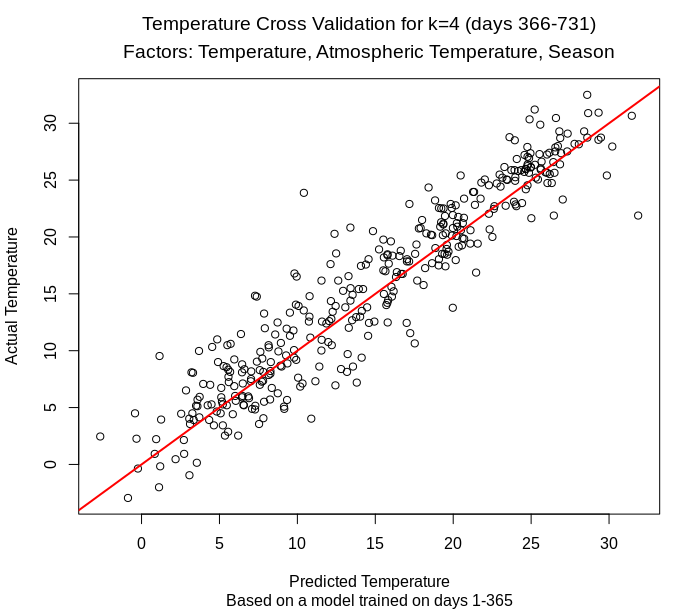 Temperature Cross Validation for k=4 (days 366-731)
Factors: Temperature, Atmospheric Temperature, Season
Actual Temperature
30
25
20
15
10
5
0
0 5 10 15 20 25 30
Predicted Temperature
Based on a model trained on days 1-365